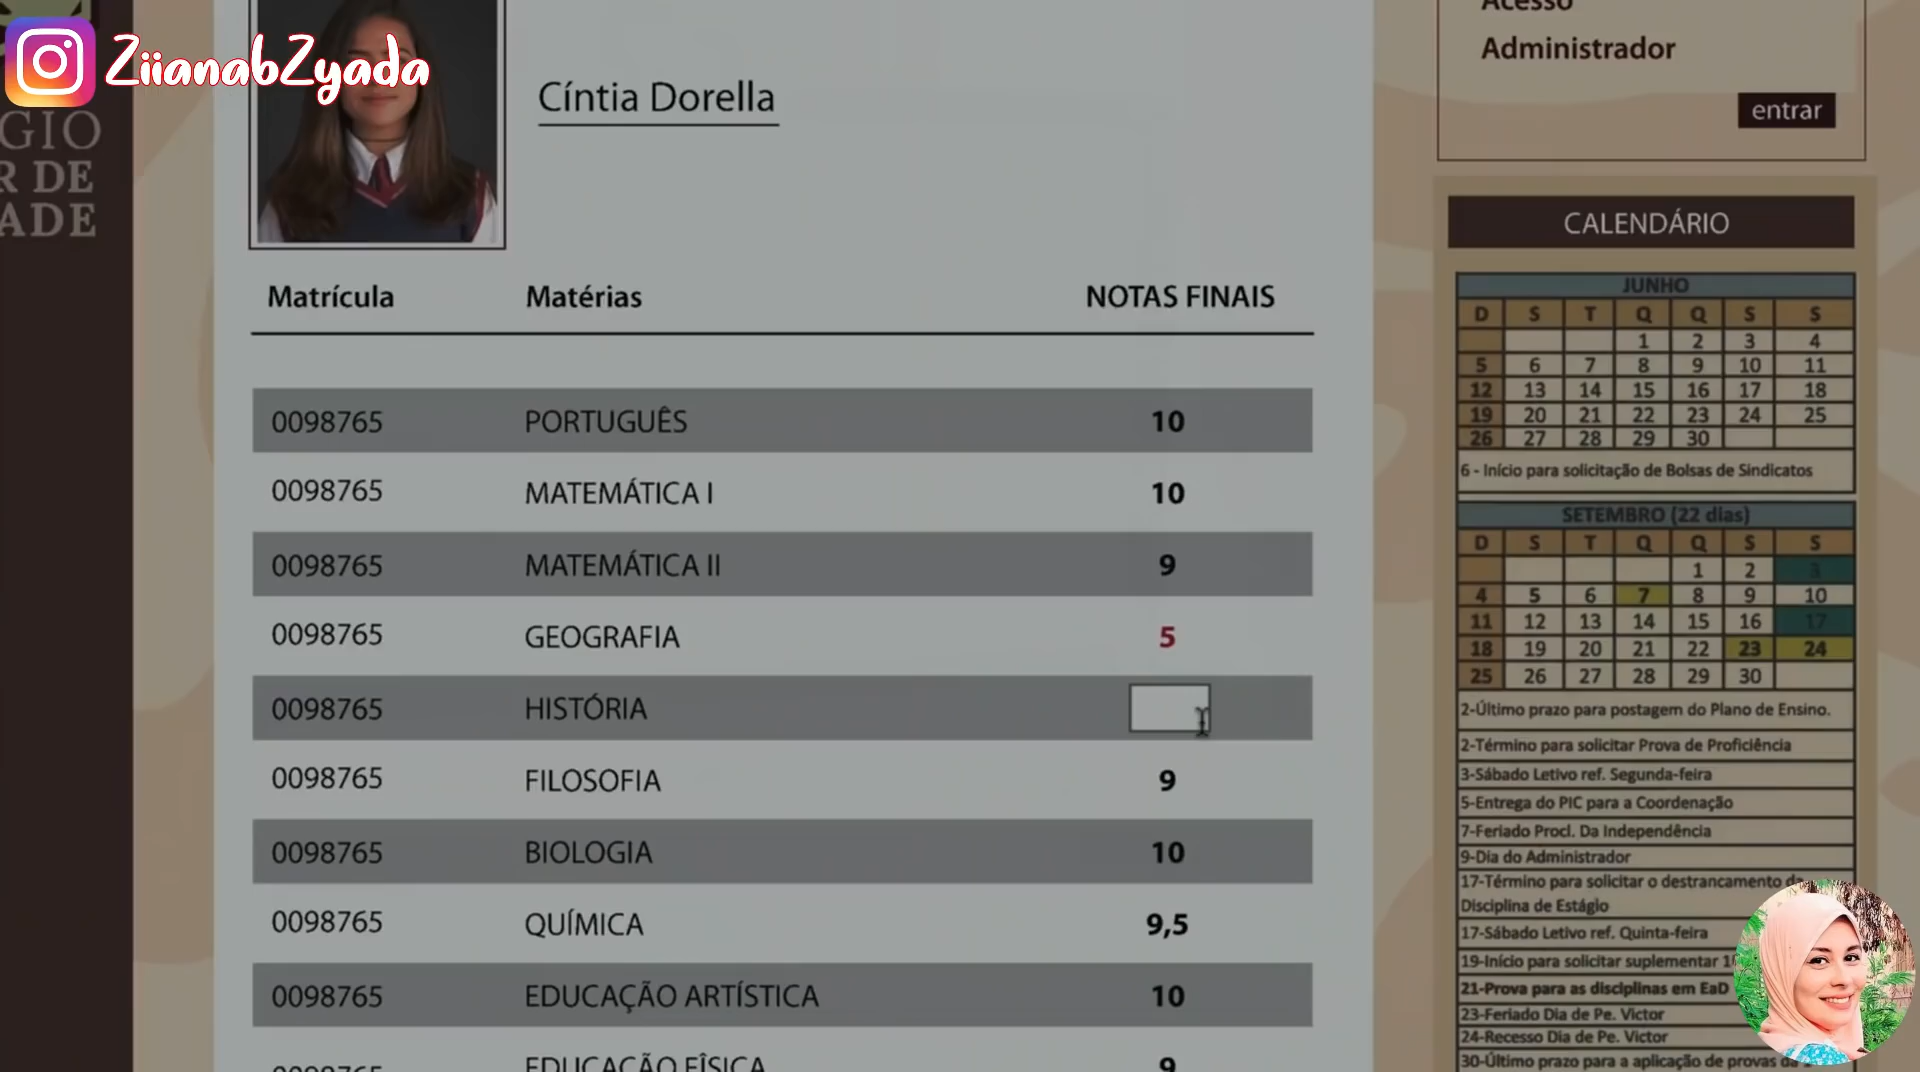 ZiianabZyada
GIO
R DE
ADE
Cíntia Dorella
Acesso
Administrador
entrar
Matrícula Matérias NOTAS FINAIS
0098765 PORTUGUÊS 10
0098765 MATEMÁTICA I 10
0098765 MATEMÁTICA II 9
0098765 GEOGRAFIA 5
0098765 HISTÓRIA
0098765 FILOSOFIA 9
0098765 BIOLOGIA 10
0098765 QUÍMICA 9,5
0098765 EDUCAÇÃO ARTÍSTICA 10
0098765 EDUCAÇÃO FÍSICA 9
CALENDÁRIO
JUNHO
D S T Q Q S S
1 2 3 4
5 6 7 8 9 10 11
12 13 14 15 16 17 18
19 20 21 22 23 24 25
26 27 28 29 30
6 - Início para solicitação de Bolsas de Sindicatos
SETEMBRO (22 dias)
D S T Q Q S S
1 2 3
4 5 6 7 8 9 10
11 12 13 14 15 16 17
18 19 20 21 22 23 24
25 26 27 28 29 30
2-Último prazo para postagem do Plano de Ensino.
2-Término para solicitar Prova de Proficiência
3-Sábado Letivo ref. Segunda-feira
5-Entrega do PIC para a Coordenação
7-Feriado Procl. Da Independência
9-Dia do Administrador
17-Término para solicitar o destrancamento da
Disciplina de Estágio
17-Sábado Letivo ref. Quinta-feira
19-Início para solicitar suplementar
21-Prova para as disciplinas em EaD
23-Feriado Dia de Pe. Victor
24-Recesso Dia de Pe. Victor
30-Último prazo para a aplicação de provas